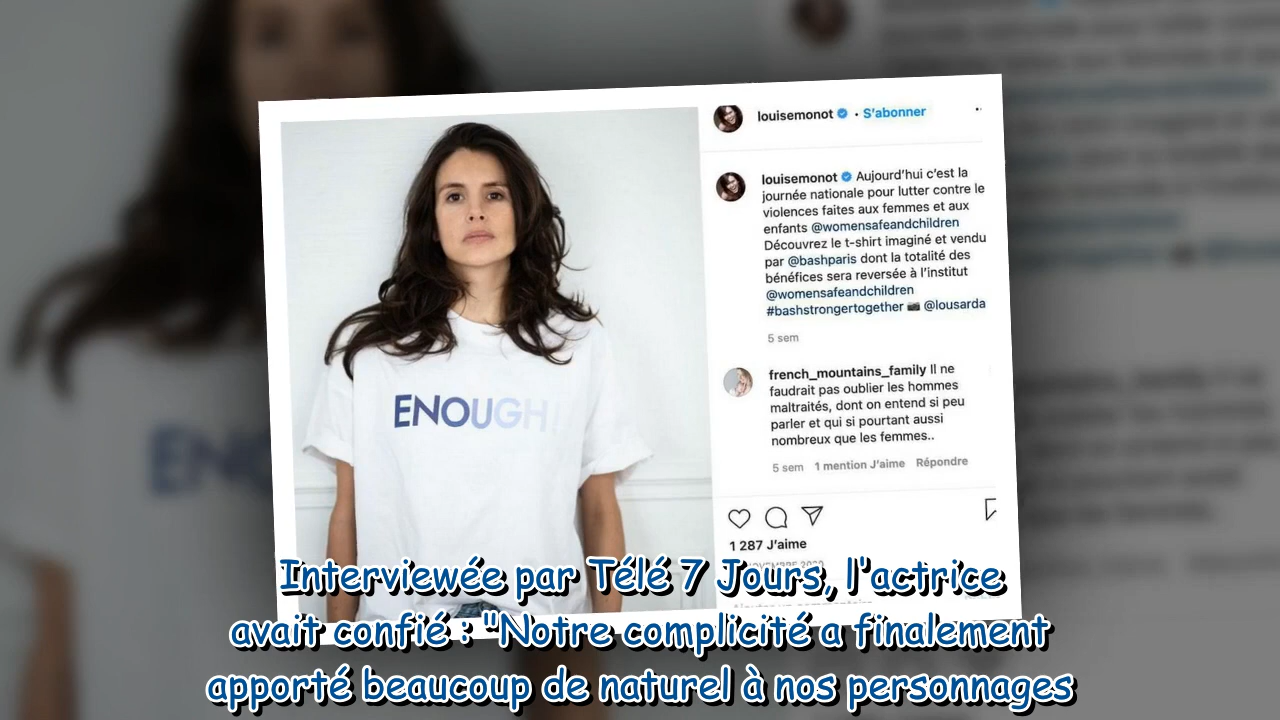 ENOUGH!
louisemonot • S'abonner
louisemonot Aujourd'hui c'est la
journée nationale pour lutter contre le
violences faites aux femmes et aux
enfants @womensafeandchildren
Découvrez le t-shirt imaginé et vendu
par @bashparis dont la totalité des
bénéfices sera reversée à l'institut
@womensafeandchildren
#bashstrongertogether 📷 @lousarda
5 sem
french_mountains_family Il ne
faudrait pas oublier les hommes
maltraités, dont on entend si peu
parler et qui si pourtant aussi
nombreux que les femmes..
5 sem 1 mention J'aime Répondre
1 287 J'aime
Interviewée par Télé 7 Jours, l'actrice
avait confié : "Notre complicité a finalement
apporté beaucoup de naturel à nos personnages